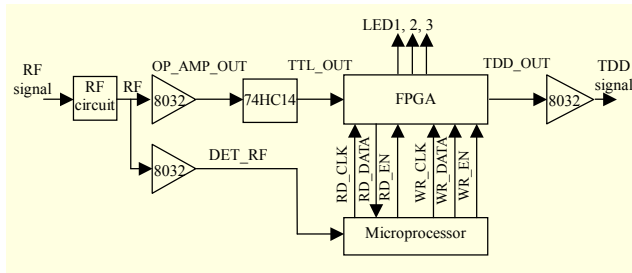 LED1, 2, 3
RF
signal
RF
circuit
RF
OP_AMP_OUT
8032
74HC14
TTL_OUT
FPGA
TDD_OUT
8032
TDD
signal
8032
DET_RF
RD_CLK
RD_DATA
RD_EN
WR_CLK
WR_DATA
WR_EN
Microprocessor